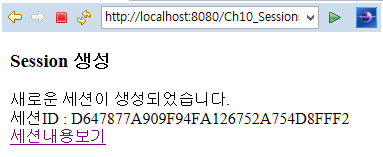 http://localhost:8080/Ch10_Session
Session 생성
새로운 세션이 생성되었습니다.
세션ID : D647877A909F94FA126752A754D8FFF2
세션내용보기